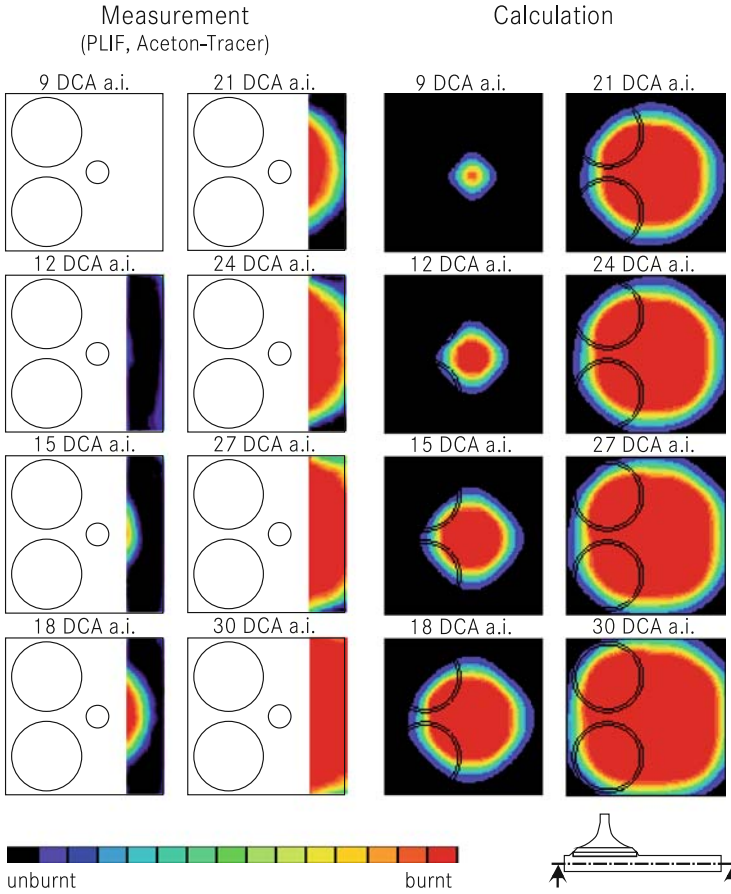 Measurement Calculation
(PLIF, Aceton-Tracer)
9 DCA a.i. 21 DCA a.i. 9 DCA a.i. 21 DCA a.i.
12 DCA a.i. 24 DCA a.i. 12 DCA a.i. 24 DCA a.i.
15 DCA a.i. 27 DCA a.i. 15 DCA a.i. 27 DCA a.i.
18 DCA a.i. 30 DCA a.i. 18 DCA a.i. 30 DCA a.i.
unburnt burnt